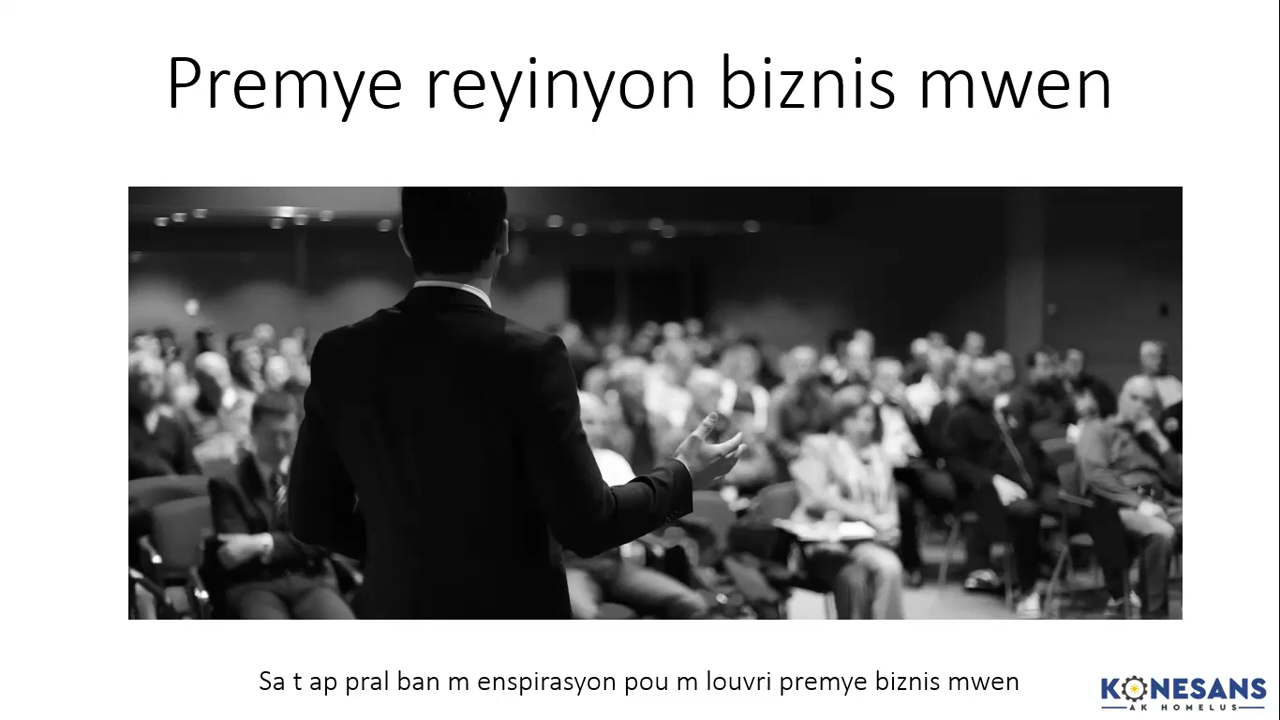 Premye reyinyon biznis mwen
Sa t ap pral ban m enspirasyon pou m louvri premye biznis mwen
KONESANS
AK HOMELUS